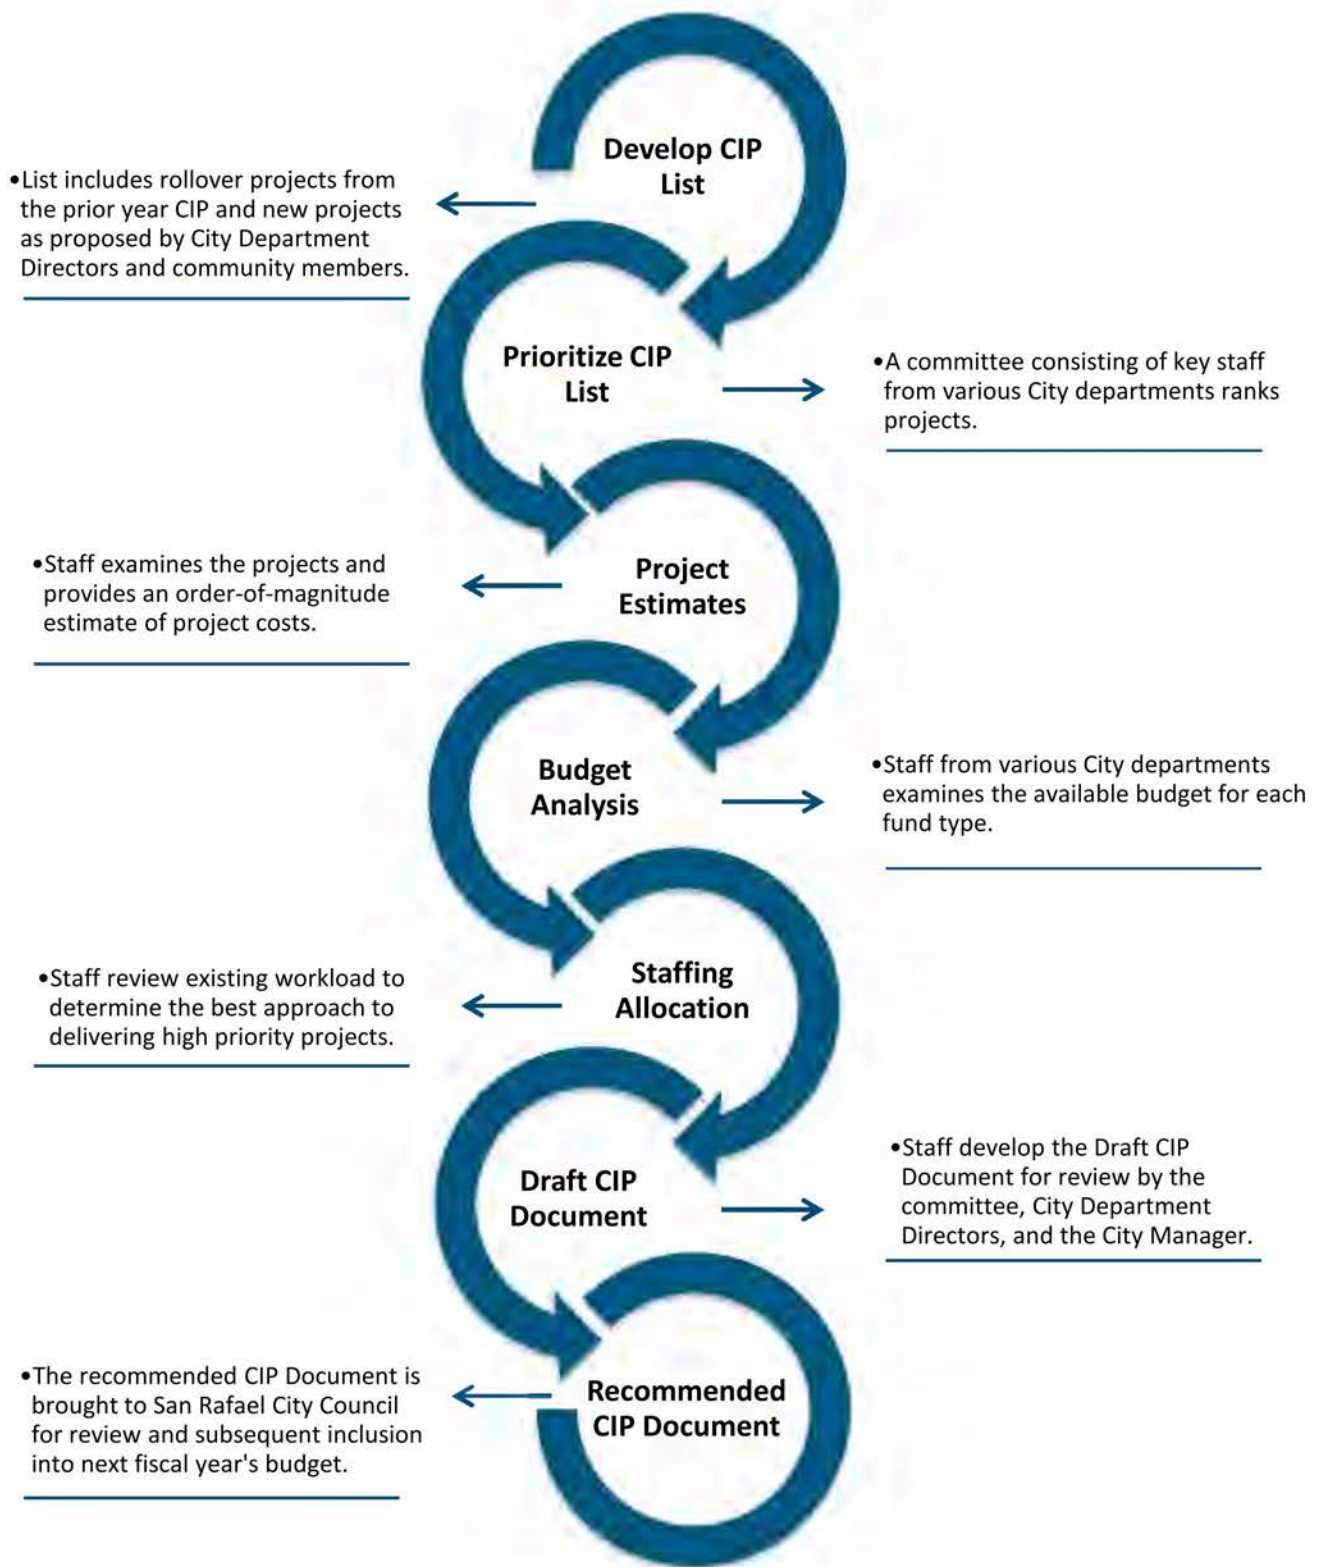 Develop CIP
List
•List includes rollover projects from
the prior year CIP and new projects
as proposed by City Department
Directors and community members.
Prioritize CIP
List
•A committee consisting of key staff
from various City departments ranks
projects.
Project
Estimates
•Staff examines the projects and
provides an order-of-magnitude
estimate of project costs.
Budget
Analysis
•Staff from various City departments
examines the available budget for each
fund type.
Staffing
Allocation
•Staff review existing workload to
determine the best approach to
delivering high priority projects.
Draft CIP
Document
•Staff develop the Draft CIP
Document for review by the
committee, City Department
Directors, and the City Manager.
Recommended
CIP Document
•The recommended CIP Document is
brought to San Rafael City Council
for review and subsequent inclusion
into next fiscal year's budget.